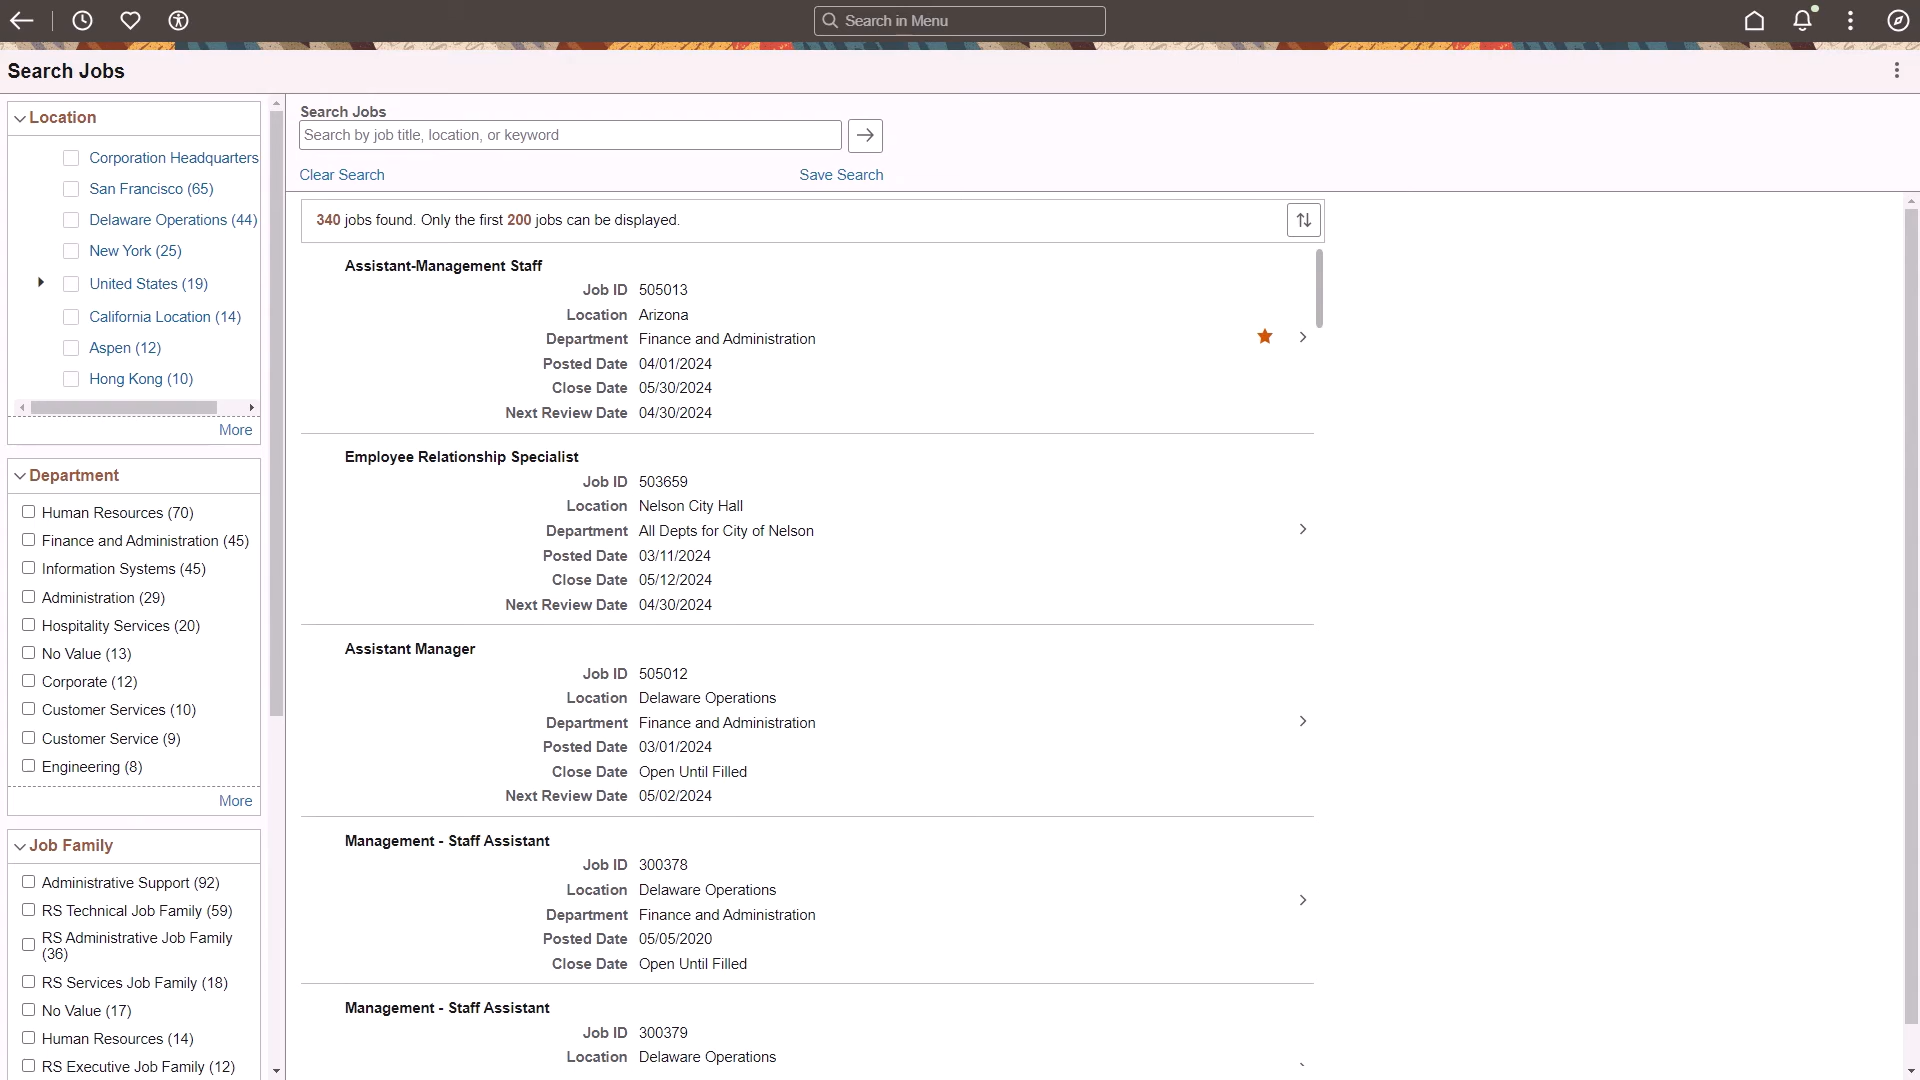 Search in Menu
Search Jobs
Location
Corporation Headquarters
San Francisco (65)
Delaware Operations (44)
New York (25)
United States (19)
California Location (14)
Aspen (12)
Hong Kong (10)
More
Department
Human Resources (70)
Finance and Administration (45)
Information Systems (45)
Administration (29)
Hospitality Services (20)
No Value (13)
Corporate (12)
Customer Services (10)
Customer Service (9)
Engineering (8)
More
Job Family
Administrative Support (92)
RS Technical Job Family (59)
RS Administrative Job Family
(36)
RS Services Job Family (18)
No Value (17)
Human Resources (14)
RS Executive Job Family (12)
Search Jobs
Search by job title, location, or keyword
Clear Search Save Search
340 jobs found. Only the first 200 jobs can be displayed.
Assistant-Management Staff
Job ID 505013
Location Arizona
Department Finance and Administration
Posted Date 04/01/2024
Close Date 05/30/2024
Next Review Date 04/30/2024
Employee Relationship Specialist
Job ID 503659
Location Nelson City Hall
Department All Depts for City of Nelson
Posted Date 03/11/2024
Close Date 05/12/2024
Next Review Date 04/30/2024
Assistant Manager
Job ID 505012
Location Delaware Operations
Department Finance and Administration
Posted Date 03/01/2024
Close Date Open Until Filled
Next Review Date 05/02/2024
Management - Staff Assistant
Job ID 300378
Location Delaware Operations
Department Finance and Administration
Posted Date 05/05/2020
Close Date Open Until Filled
Management - Staff Assistant
Job ID 300379
Location Delaware Operations